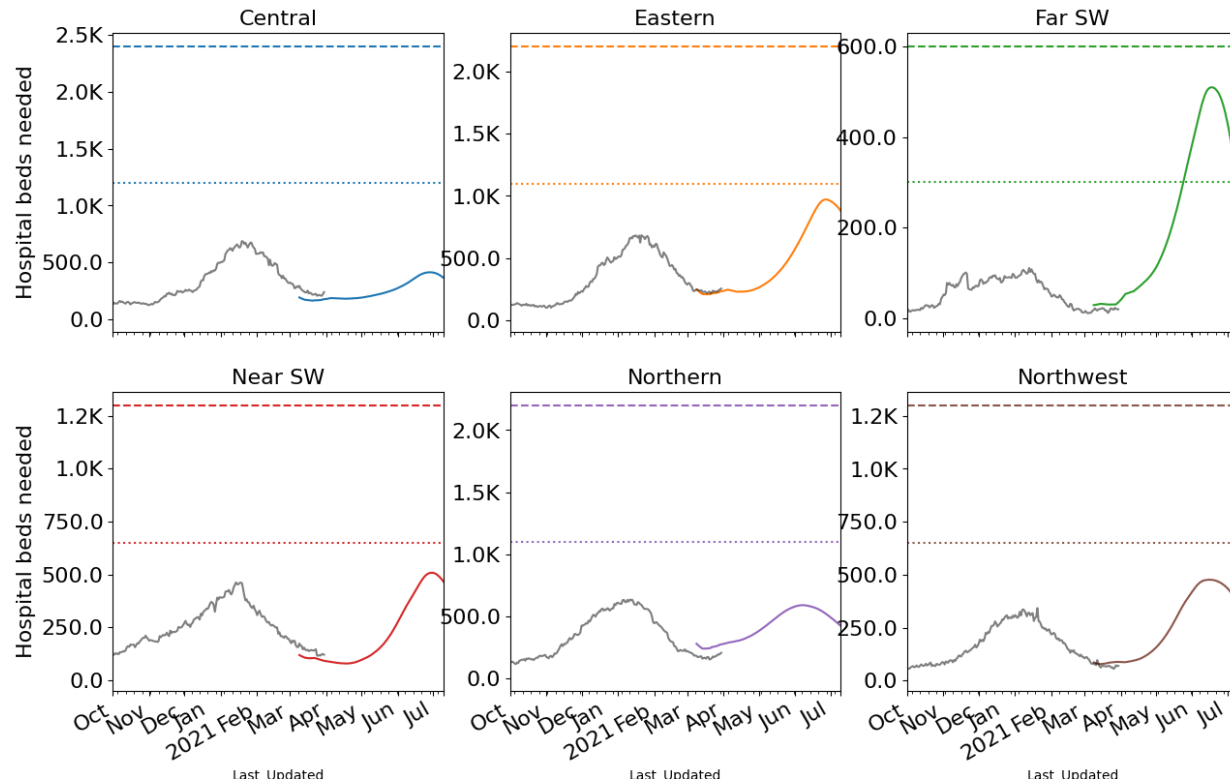 Central
Eastern
Far SW
Hospital beds needed
2.5K
2.0K
1.5K
1.0K
500.0
0.0
2.0K
1.5K
1.0K
500.0
0.0
600.0
400.0
200.0
0.0
Near SW
Northern
Northwest
Hospital beds needed
1.2K
1.0K
750.0
500.0
250.0
0.0
2.0K
1.5K
1.0K
500.0
0.0
1.2K
1.0K
750.0
500.0
250.0
0.0
Oct Nov Dec Jan 2021 Feb Mar Apr May Jun Jul
Oct Nov Dec Jan 2021 Feb Mar Apr May Jun Jul
Oct Nov Dec Jan 2021 Feb Mar Apr May Jun Jul
Last_Updated
Last_Updated
Last_Updated